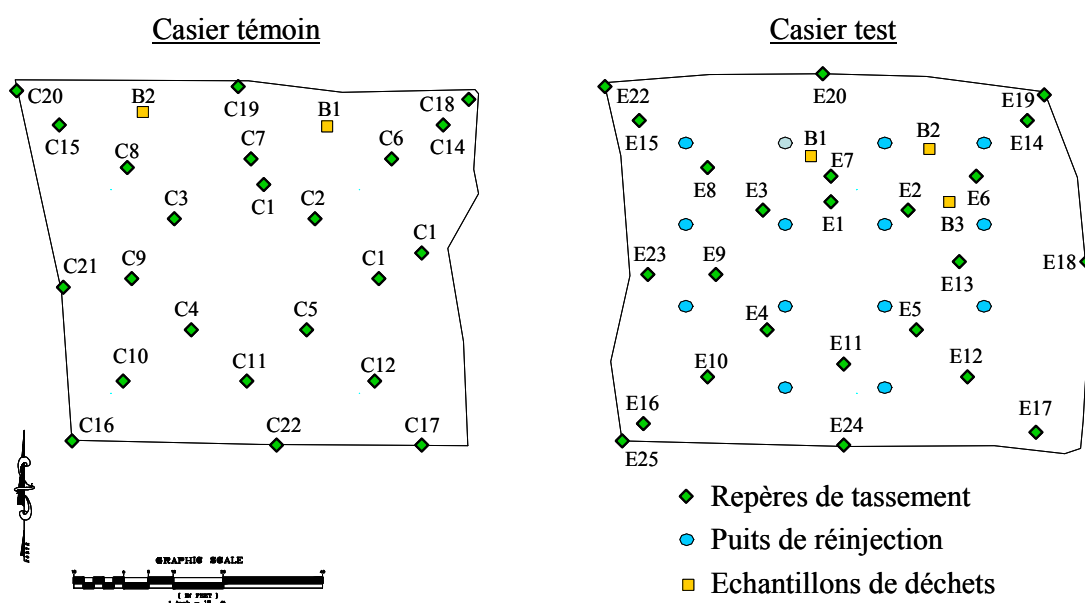 Casier témoin
C20
B2
C19
B1
C18
C15
C8
C7
C6
C14
C1
C3
C2
C1
C21
C9
C1
C4
C5
C10
C11
C12
C16
C22
C17
GRAPHIC SCALE
( IN FEET )
Casier test
E22
E20
E19
E15
B1
B2
E14
E8
E7
E6
E3
E1
E2
B3
E23
E9
E13
E18
E4
E5
E10
E11
E12
E16
E17
E25
E24
Repères de tassement
Puits de réinjection
Echantillons de déchets